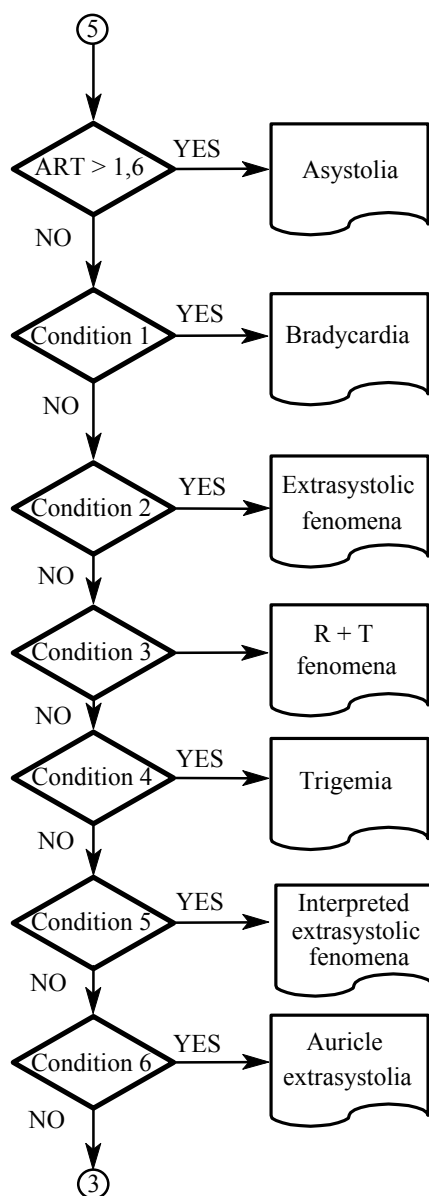 5
ART > 1,6
YES
Asystolia
NO
Condition 1
YES
Bradycardia
NO
Condition 2
YES
Extrasystolic
fenomena
NO
Condition 3
R + T
fenomena
NO
Condition 4
YES
Trigemia
NO
Condition 5
YES
Interpreted
extrasystolic
fenomena
NO
Condition 6
YES
Auricle
extrasystolia
NO
3